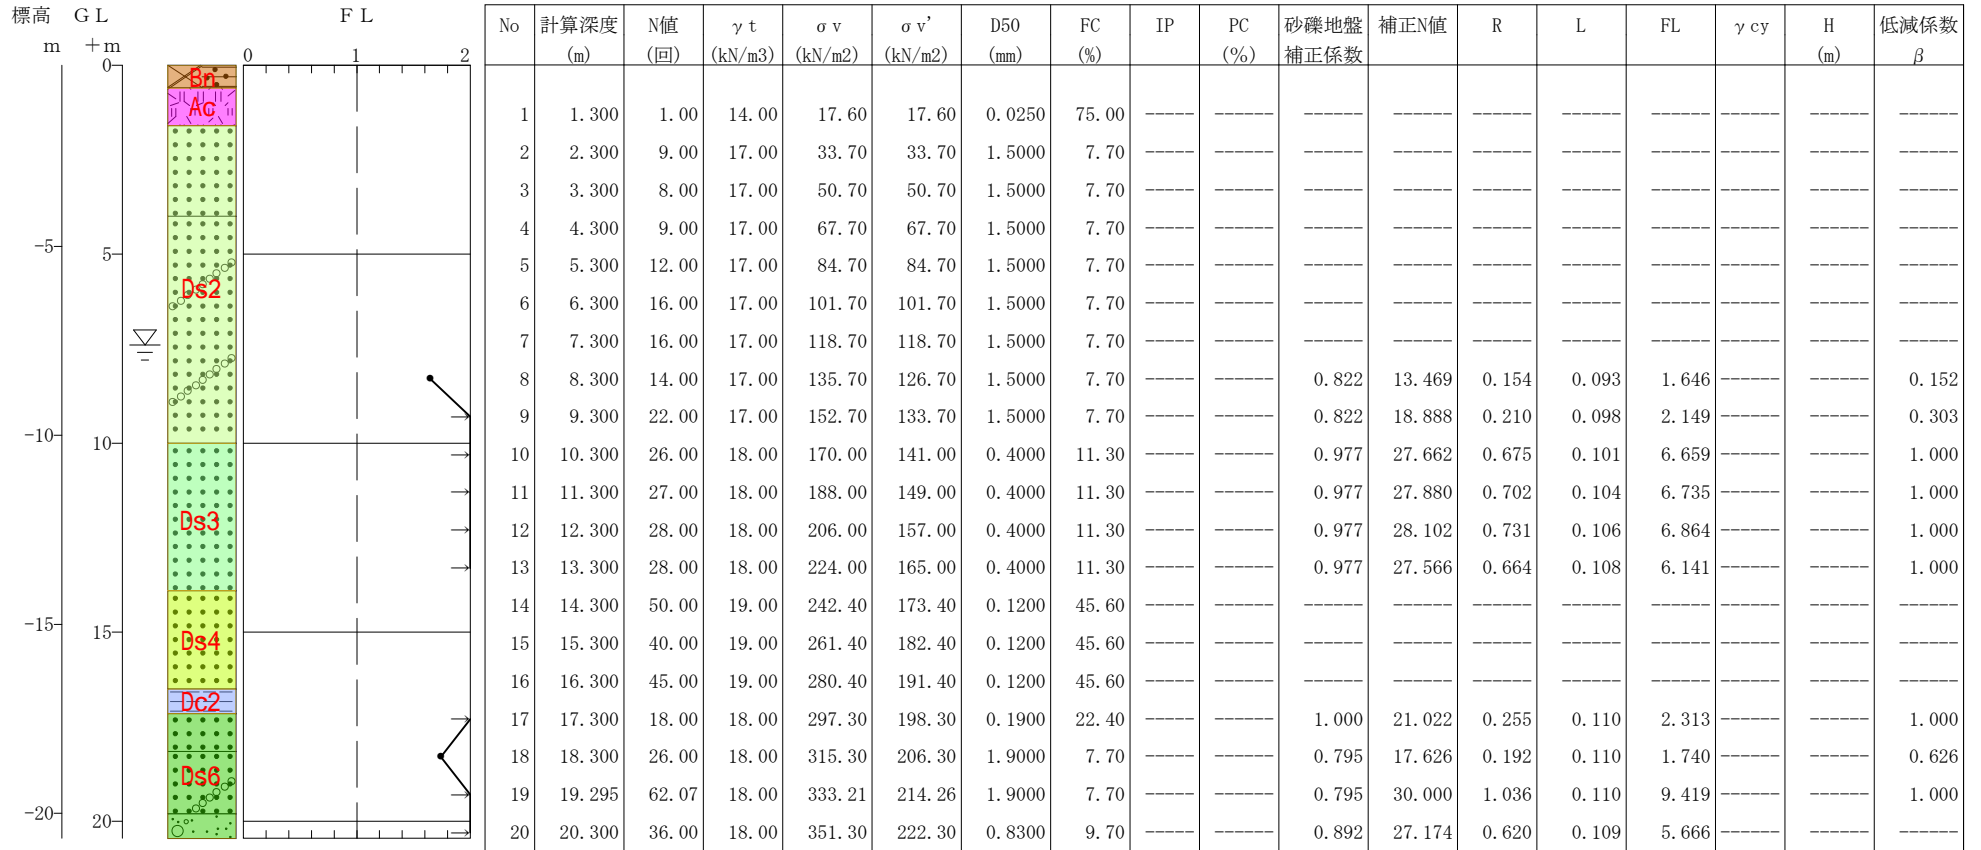 標高 GL FL No 計算深度 N値 γt σv σv' D50 FC IP PC 砂礫地盤 補正N値 R L FL γcy H 低減係数
m +m (m) (回) (kN/m3) (kN/m2) (kN/m2) (mm) (%) (%) 補正係数 (m) β
0 1 2
0
Bn
Ac
1 1.300 1.00 14.00 17.60 17.60 0.0250 75.00 ----- ------ ------ ------ ----- ----- ----- ----- ----- ------
2 2.300 9.00 17.00 33.70 33.70 1.5000 7.70 ----- ------ ------ ------ ----- ----- ----- ----- ----- ------
3 3.300 8.00 17.00 50.70 50.70 1.5000 7.70 ----- ------ ------ ------ ----- ----- ----- ----- ----- ------
4 4.300 9.00 17.00 67.70 67.70 1.5000 7.70 ----- ------ ------ ------ ----- ----- ----- ----- ----- ------
-5 5
5 5.300 12.00 17.00 84.70 84.70 1.5000 7.70 ----- ------ ------ ------ ----- ----- ----- ----- ----- ------
Ds2
6 6.300 16.00 17.00 101.70 101.70 1.5000 7.70 ----- ------ ------ ------ ----- ----- ----- ----- ----- ------
7 7.300 16.00 17.00 118.70 118.70 1.5000 7.70 ----- ------ ------ ------ ----- ----- ----- ----- ----- ------
8 8.300 14.00 17.00 135.70 126.70 1.5000 7.70 ----- ------ 0.822 13.469 0.154 0.093 1.646 ----- ----- 0.152
9 9.300 22.00 17.00 152.70 133.70 1.5000 7.70 ----- ------ 0.822 18.888 0.210 0.098 2.149 ----- ----- 0.303
-10 10
10 10.300 26.00 18.00 170.00 141.00 0.4000 11.30 ----- ------ 0.977 27.662 0.675 0.101 6.659 ----- ----- 1.000
11 11.300 27.00 18.00 188.00 149.00 0.4000 11.30 ----- ------ 0.977 27.880 0.702 0.104 6.735 ----- ----- 1.000
Ds3
12 12.300 28.00 18.00 206.00 157.00 0.4000 11.30 ----- ------ 0.977 28.102 0.731 0.106 6.864 ----- ----- 1.000
13 13.300 28.00 18.00 224.00 165.00 0.4000 11.30 ----- ------ 0.977 27.566 0.664 0.108 6.141 ----- ----- 1.000
14 14.300 50.00 19.00 242.40 173.40 0.1200 45.60 ----- ------ ------ ------ ----- ----- ----- ----- ----- ------
-15 15
Ds4
15 15.300 40.00 19.00 261.40 182.40 0.1200 45.60 ----- ------ ------ ------ ----- ----- ----- ----- ----- ------
16 16.300 45.00 19.00 280.40 191.40 0.1200 45.60 ----- ------ ------ ------ ----- ----- ----- ----- ----- ------
Dc2
17 17.300 18.00 18.00 297.30 198.30 0.1900 22.40 ----- ------ 1.000 21.022 0.255 0.110 2.313 ----- ----- 1.000
18 18.300 26.00 18.00 315.30 206.30 1.9000 7.70 ----- ------ 0.795 17.626 0.192 0.110 1.740 ----- ----- 0.626
Ds6
19 19.295 62.07 18.00 333.21 214.26 1.9000 7.70 ----- ------ 0.795 30.000 1.036 0.110 9.419 ----- ----- 1.000
-20 20
20 20.300 36.00 18.00 351.30 222.30 0.8300 9.70 ----- ------ 0.892 27.174 0.620 0.109 5.666 ----- ----- ------